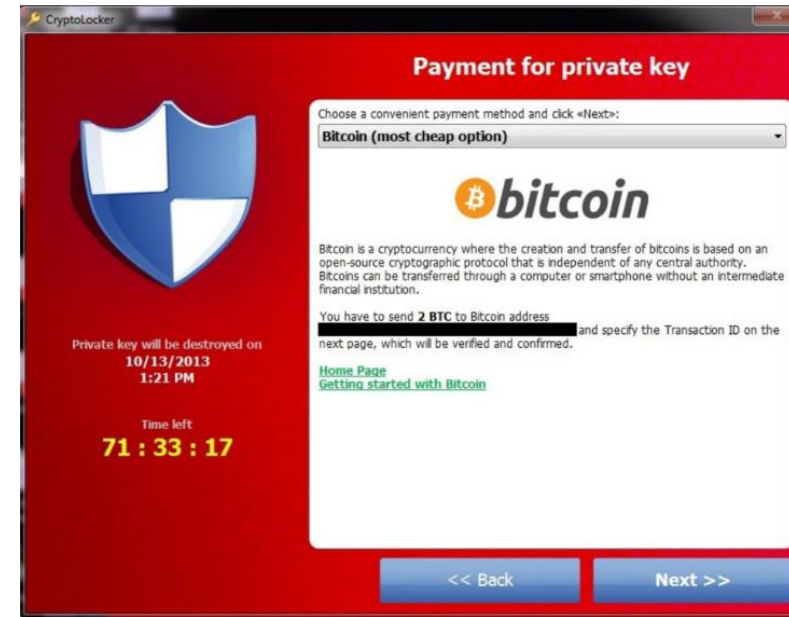 CryptoLocker
Payment for private key
Choose a convenient payment method and click «Next»:
Bitcoin (most cheap option)
bitcoin
Bitcoin is a cryptocurrency where the creation and transfer of bitcoins is based on an
open-source cryptographic protocol that is independent of any central authority.
Bitcoins can be transferred through a computer or smartphone without an intermediate
financial institution.
You have to send 2 BTC to Bitcoin address
and specify the Transaction ID on the
next page, which will be verified and confirmed.
Home Page
Getting started with Bitcoin
Private key will be destroyed on
10/13/2013
1:21 PM
Time left
71 : 33 : 17
<< Back
Next >>